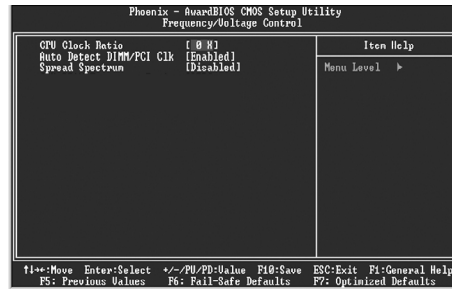 Phoenix - AwardBIOS CMOS Setup Utility
Frequency/Voltage Control
CPU Clock Ratio [ 0 X] Item Help
Auto Detect DIMM/PCI Clk [Enabled]
Spread Spectrum [Disabled] Menu Level ►
↑↓→←:Move Enter:Select +/-/PU/PD:Value F10:Save ESC:Exit F1:General Help
F5: Previous Values F6: Fail-Safe Defaults F7: Optimized Defaults